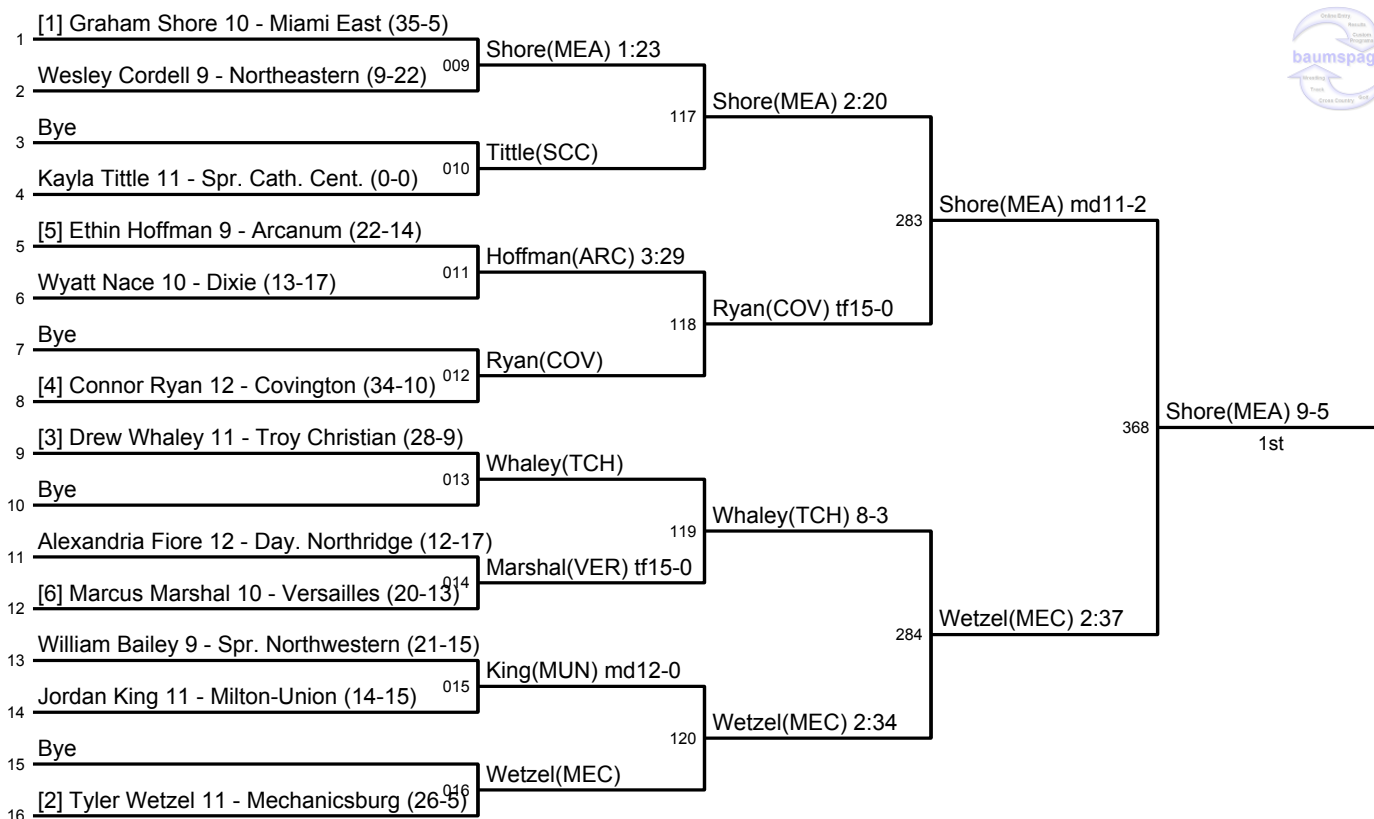 [1] Graham Shore 10 - Miami East (35-5)
1
Shore(MEA) 1:23
009
Wesley Cordell 9 - Northeastern (9-22)
2
Shore(MEA) 2:20
117
Bye
3
Tittle(SCC)
010
Kayla Tittle 11 - Spr. Cath. Cent. (0-0)
4
Shore(MEA) md11-2
283
[5] Ethin Hoffman 9 - Arcanum (22-14)
5
Hoffman(ARC) 3:29
011
Wyatt Nace 10 - Dixie (13-17)
6
Ryan(COV) tf15-0
118
Bye
7
Ryan(COV)
012
[4] Connor Ryan 12 - Covington (34-10)
8
Shore(MEA) 9-5
368
1st
[3] Drew Whaley 11 - Troy Christian (28-9)
9
Whaley(TCH)
013
Bye
10
Whaley(TCH) 8-3
119
Alexandria Fiore 12 - Day. Northridge (12-17)
11
Marshal(VER) tf15-0
014
[6] Marcus Marshal 10 - Versailles (20-13)
12
Wetzel(MEC) 2:37
284
William Bailey 9 - Spr. Northwestern (21-15)
13
King(MUN) md12-0
015
Jordan King 11 - Milton-Union (14-15)
14
Wetzel(MEC) 2:34
120
Bye
15
Wetzel(MEC)
016
[2] Tyler Wetzel 11 - Mechanicsburg (26-5)
16
Online Entry
Results
baumspag
Wrestling
Track
Cross Country
Golf